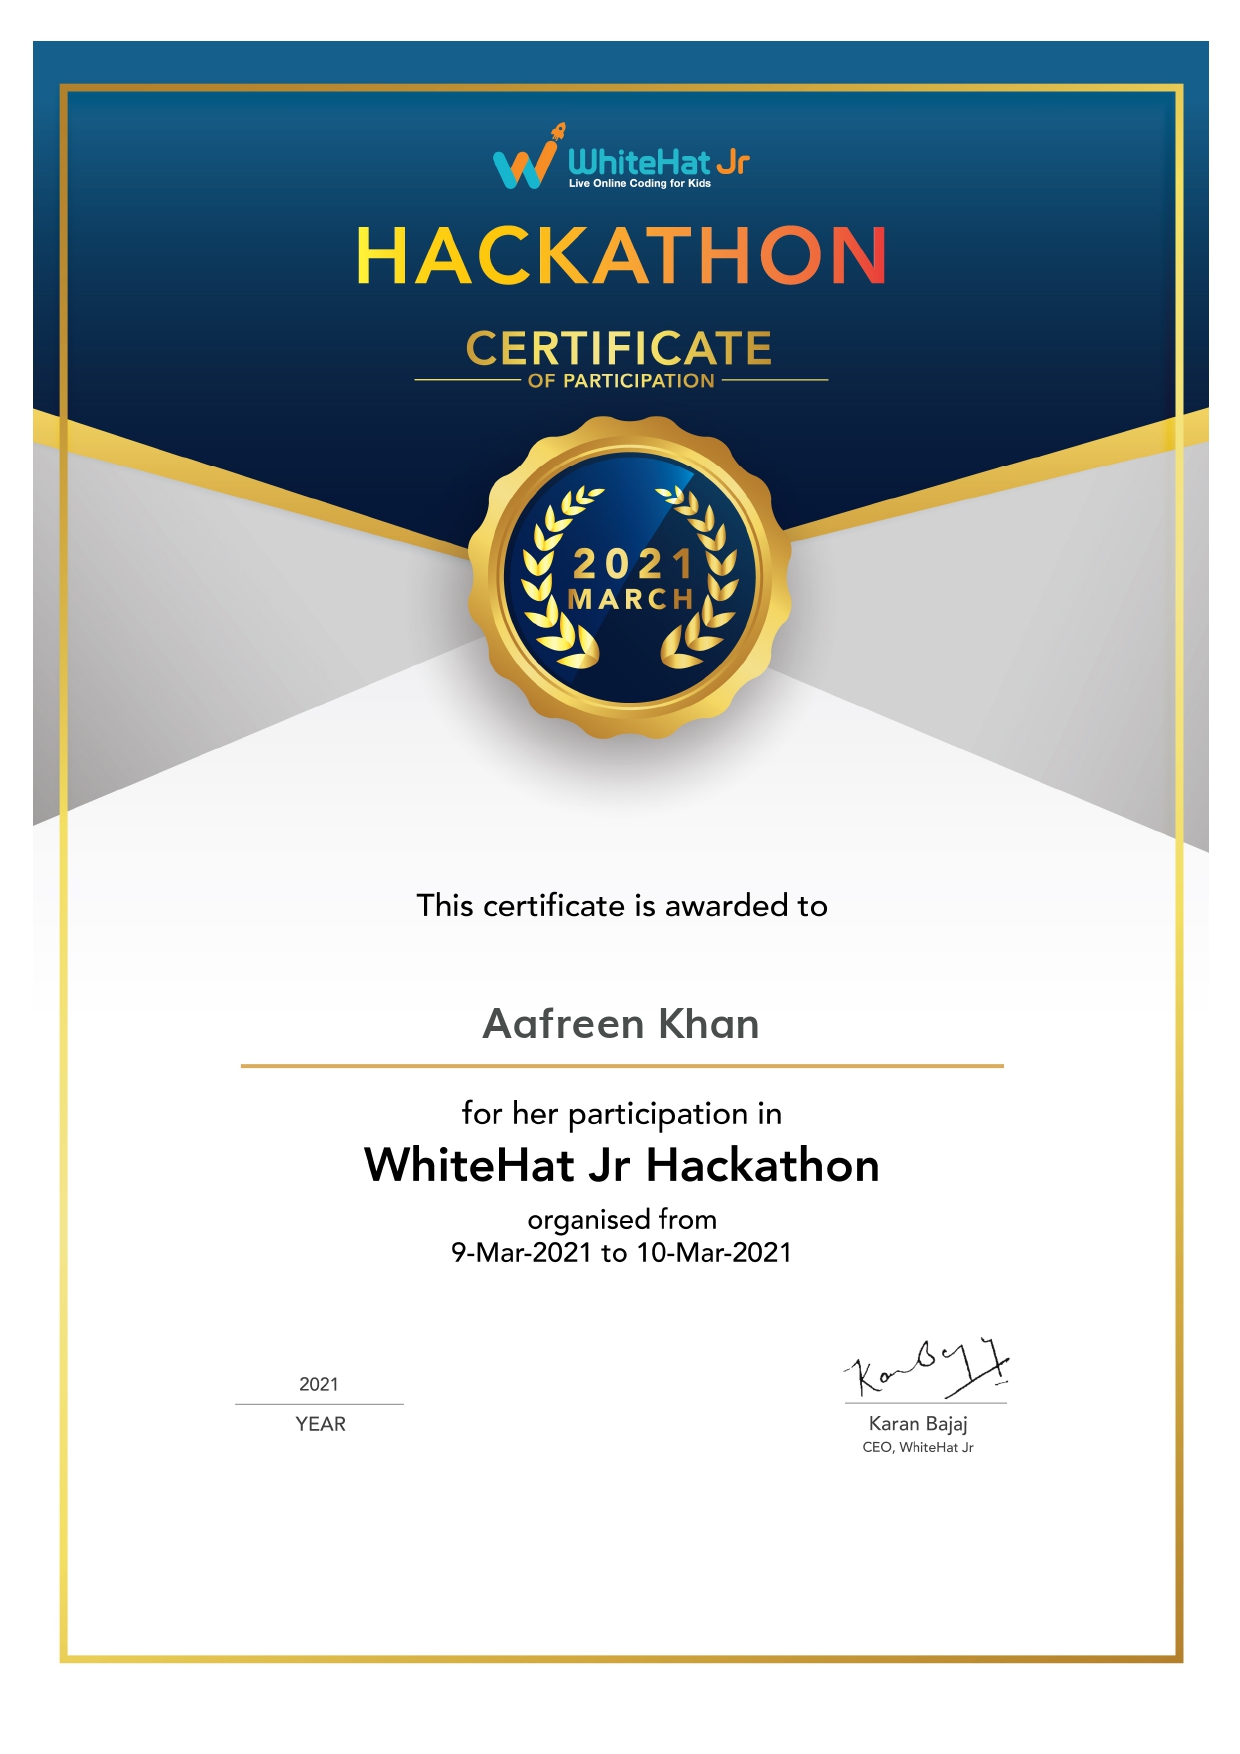 WhiteHat Jr
Live Online Coding for Kids
HACKATHON
CERTIFICATE
OF PARTICIPATION
2021
MARCH
This certificate is awarded to
Aafreen Khan
for her participation in
WhiteHat Jr Hackathon
organised from
9-Mar-2021 to 10-Mar-2021
2021
YEAR
Karan Bajaj
Karan Bajaj
CEO, WhiteHat Jr